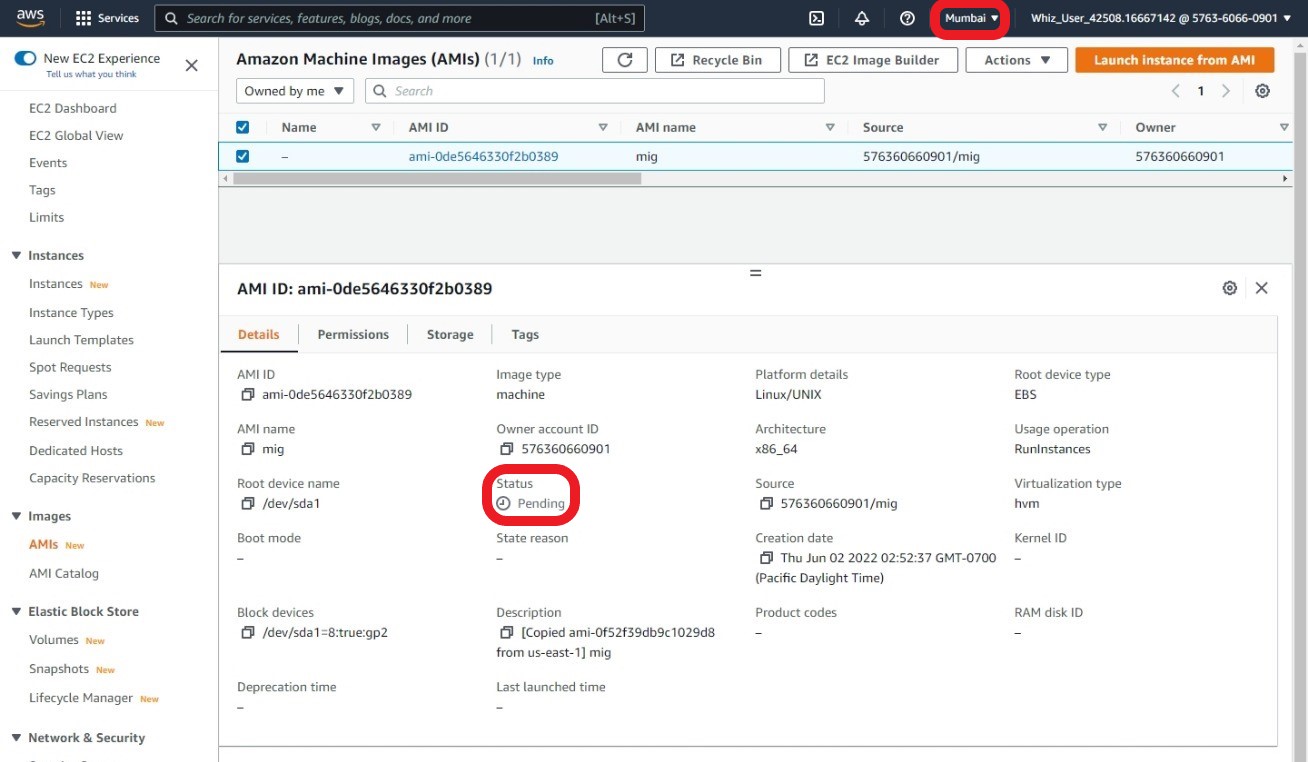 aws
Services
Search for services, features, blogs, docs, and more [Alt+S]
Mumbai
Whiz_User_42508.16667142 @ 5763-6066-0901
New EC2 Experience
Tell us what you think
EC2 Dashboard
EC2 Global View
Events
Tags
Limits
Instances
Instances New
Instance Types
Launch Templates
Spot Requests
Savings Plans
Reserved Instances New
Dedicated Hosts
Capacity Reservations
Images
AMIs New
AMI Catalog
Elastic Block Store
Volumes New
Snapshots New
Lifecycle Manager New
Network & Security
Amazon Machine Images (AMIs) (1/1) Info
Recycle Bin
EC2 Image Builder
Actions
Launch instance from AMI
Owned by me
Search
1
Name AMI ID AMI name Source Owner
– ami-0de5646330f2b0389 mig 576360660901/mig 576360660901
AMI ID: ami-0de5646330f2b0389
Details Permissions Storage Tags
AMI ID Image type Platform details Root device type
ami-0de5646330f2b0389 machine Linux/UNIX EBS
AMI name Owner account ID Architecture Usage operation
mig 576360660901 x86_64 RunInstances
Root device name Status Source Virtualization type
/dev/sda1 Pending 576360660901/mig hvm
Boot mode State reason Creation date Kernel ID
– – Thu Jun 02 2022 02:52:37 GMT-0700 –
(Pacific Daylight Time)
Block devices Description Product codes RAM disk ID
/dev/sda1=8:true:gp2 [Copied ami-0f52f39db9c1029d8 – –
from us-east-1] mig
Deprecation time Last launched time
– –